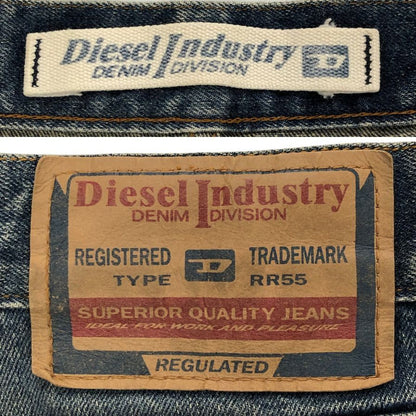 Diesel Industry D
DENIM DIVISION
Diesel Industry
DENIM DIVISION
REGISTERED D TRADEMARK
TYPE RR55
SUPERIOR QUALITY JEANS
IDEAL FOR WORK AND PLEASURE
REGULATED